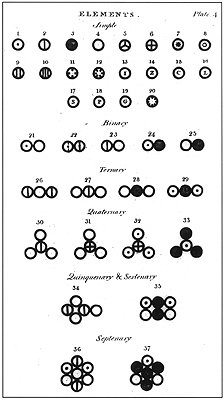 ELEMENTS. Plate 4
Simple
1 2 3 4 5 6 7 8
9 10 11 12 13 14 15 16
I Z C L
17 18 19 20
S P G
Binary
21 22 23 24 25
Ternary
26 27 28 29
Quaternary
30 31 32 33
Quinquenary & Sextenary
34 35
Septenary
36 37